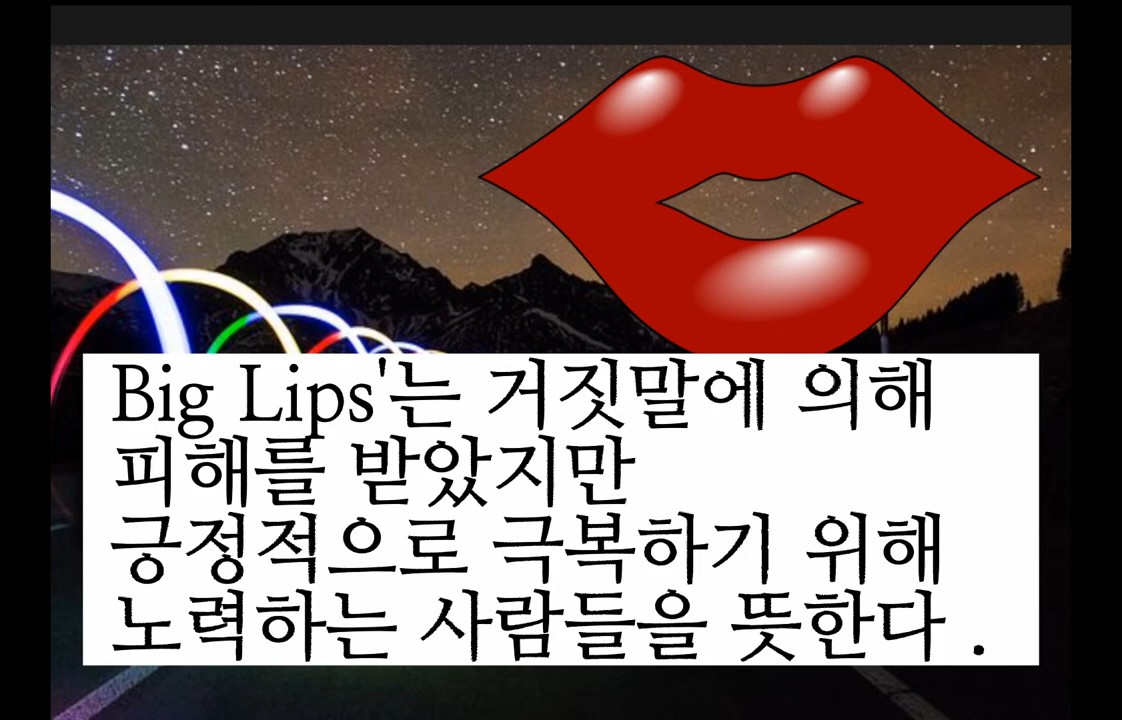 Big Lips'는 거짓말에 의해
피해를 받았지만
긍정적으로 극복하기 위해
노력하는 사람들을 뜻한다 .